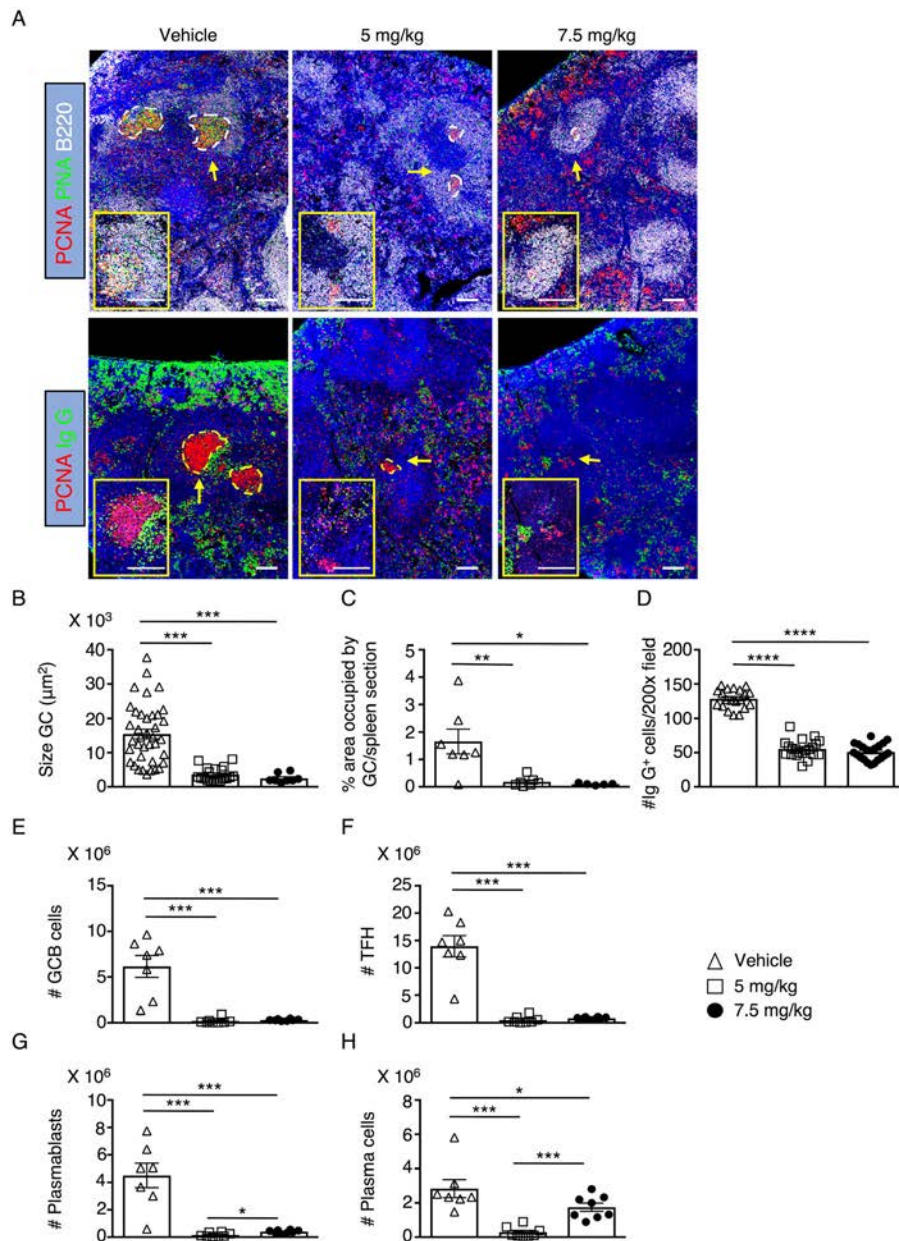 A
Vehicle 5 mg/kg 7.5 mg/kg
PCNA PNA B220
PCNA Ig G
B
X 10³
Size GC (µm²)
40
30
20
10
0
***
***
C
% area occupied by
GC/spleen section
5
4
3
2
1
0
*
**
D
#Ig G⁺ cells/200x field
200
150
100
50
0
****
****
E
X 10⁶
# GCB cells
15
10
5
0
***
***
F
X 10⁶
# TFH
25
20
15
10
5
0
***
***
△ Vehicle
□ 5 mg/kg
● 7.5 mg/kg
G
X 10⁶
# Plasmablasts
10
8
6
4
2
0
***
***
*
H
X 10⁶
# Plasma cells
8
6
4
2
0
*
***
***